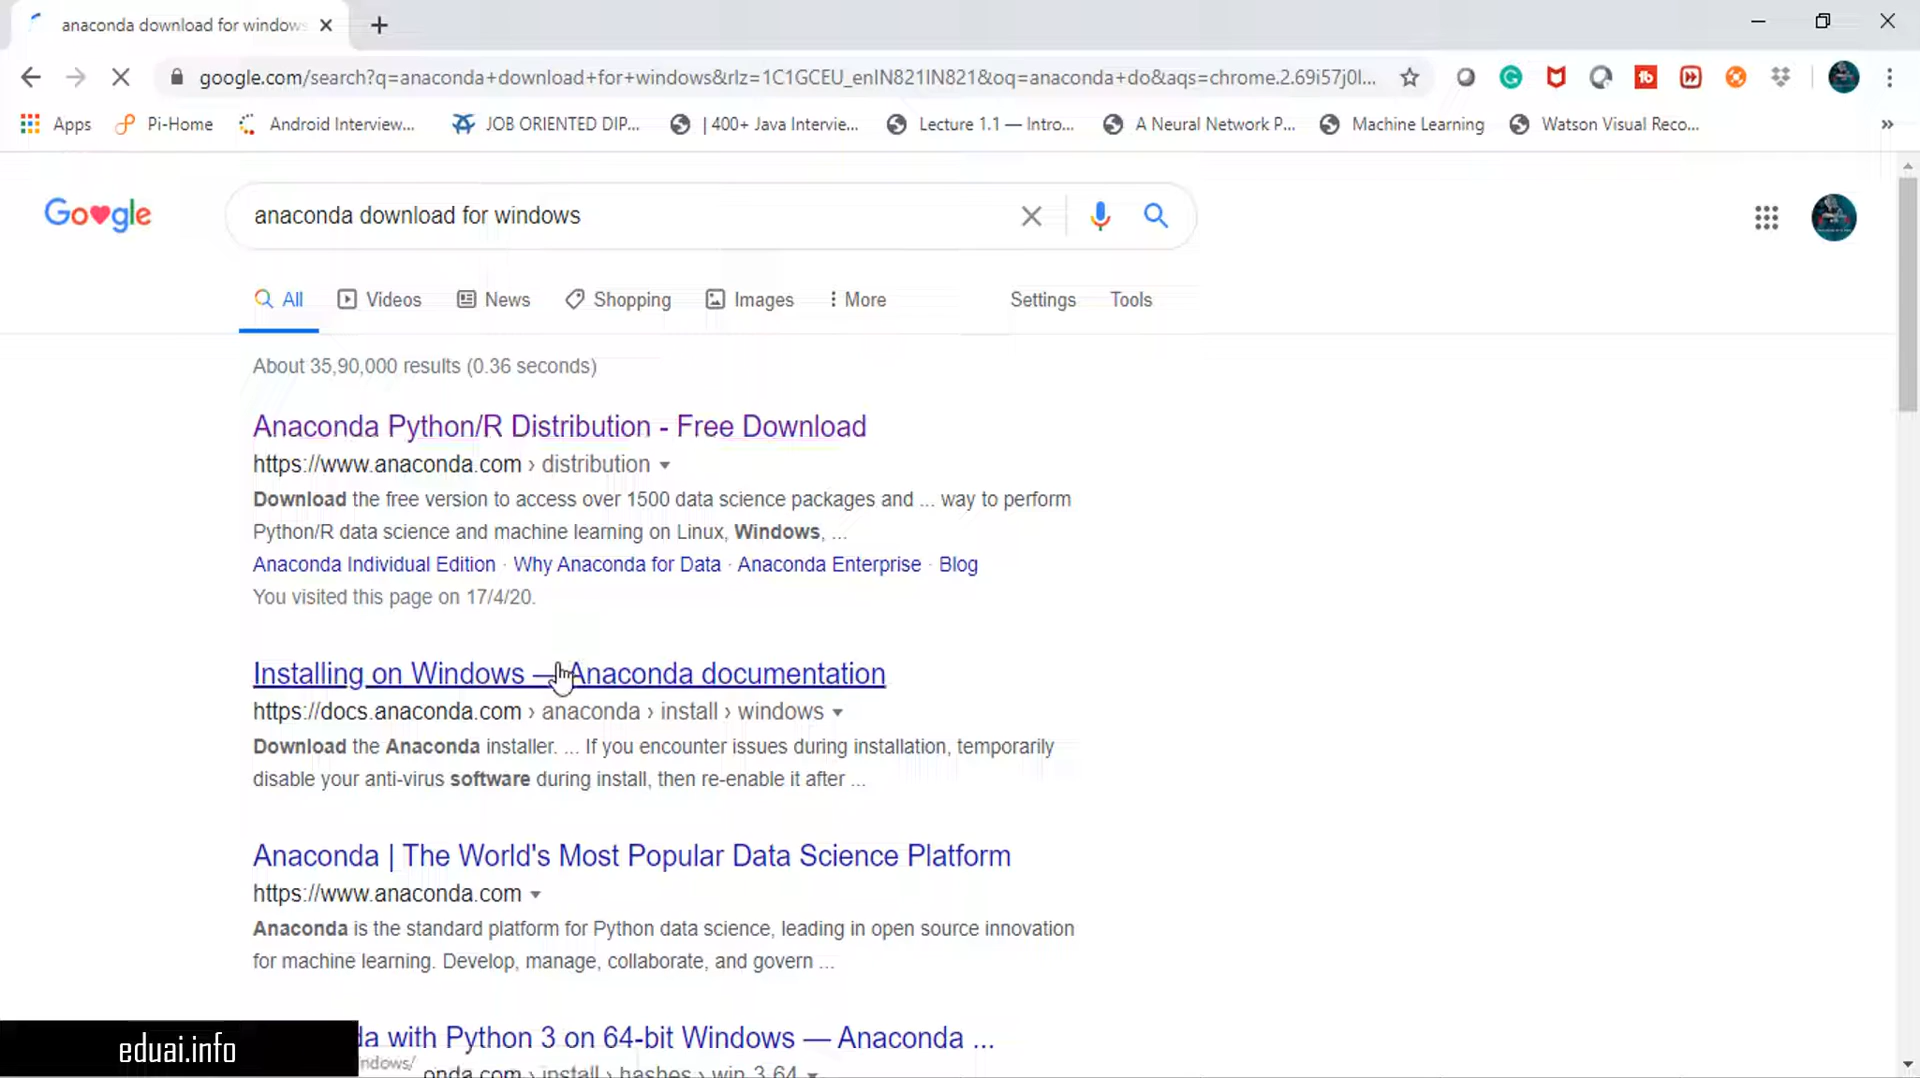 anaconda download for windows
google.com/search?q=anaconda+download+for+windows&rlz=1C1GCEU_enIN821IN821&oq=anaconda+do&aqs=chrome.2.69i57j0l...
Apps Pi-Home Android Interview... JOB ORIENTED DIP... | 400+ Java Intervie... Lecture 1.1 — Intro... A Neural Network P... Machine Learning Watson Visual Reco... »
Google anaconda download for windows
All Videos News Shopping Images More Settings Tools
About 35,90,000 results (0.36 seconds)
Anaconda Python/R Distribution - Free Download
https://www.anaconda.com › distribution
Download the free version to access over 1500 data science packages and ... way to perform
Python/R data science and machine learning on Linux, Windows, ...
Anaconda Individual Edition · Why Anaconda for Data · Anaconda Enterprise · Blog
You visited this page on 17/4/20.
Installing on Windows — Anaconda documentation
https://docs.anaconda.com › anaconda › install › windows
Download the Anaconda installer. ... If you encounter issues during installation, temporarily
disable your anti-virus software during install, then re-enable it after ...
Anaconda | The World's Most Popular Data Science Platform
https://www.anaconda.com
Anaconda is the standard platform for Python data science, leading in open source innovation
for machine learning. Develop, manage, collaborate, and govern ...
da with Python 3 on 64-bit Windows — Anaconda ...
eduai.info
ndows/
onda.com › install › hashes › win-3-64